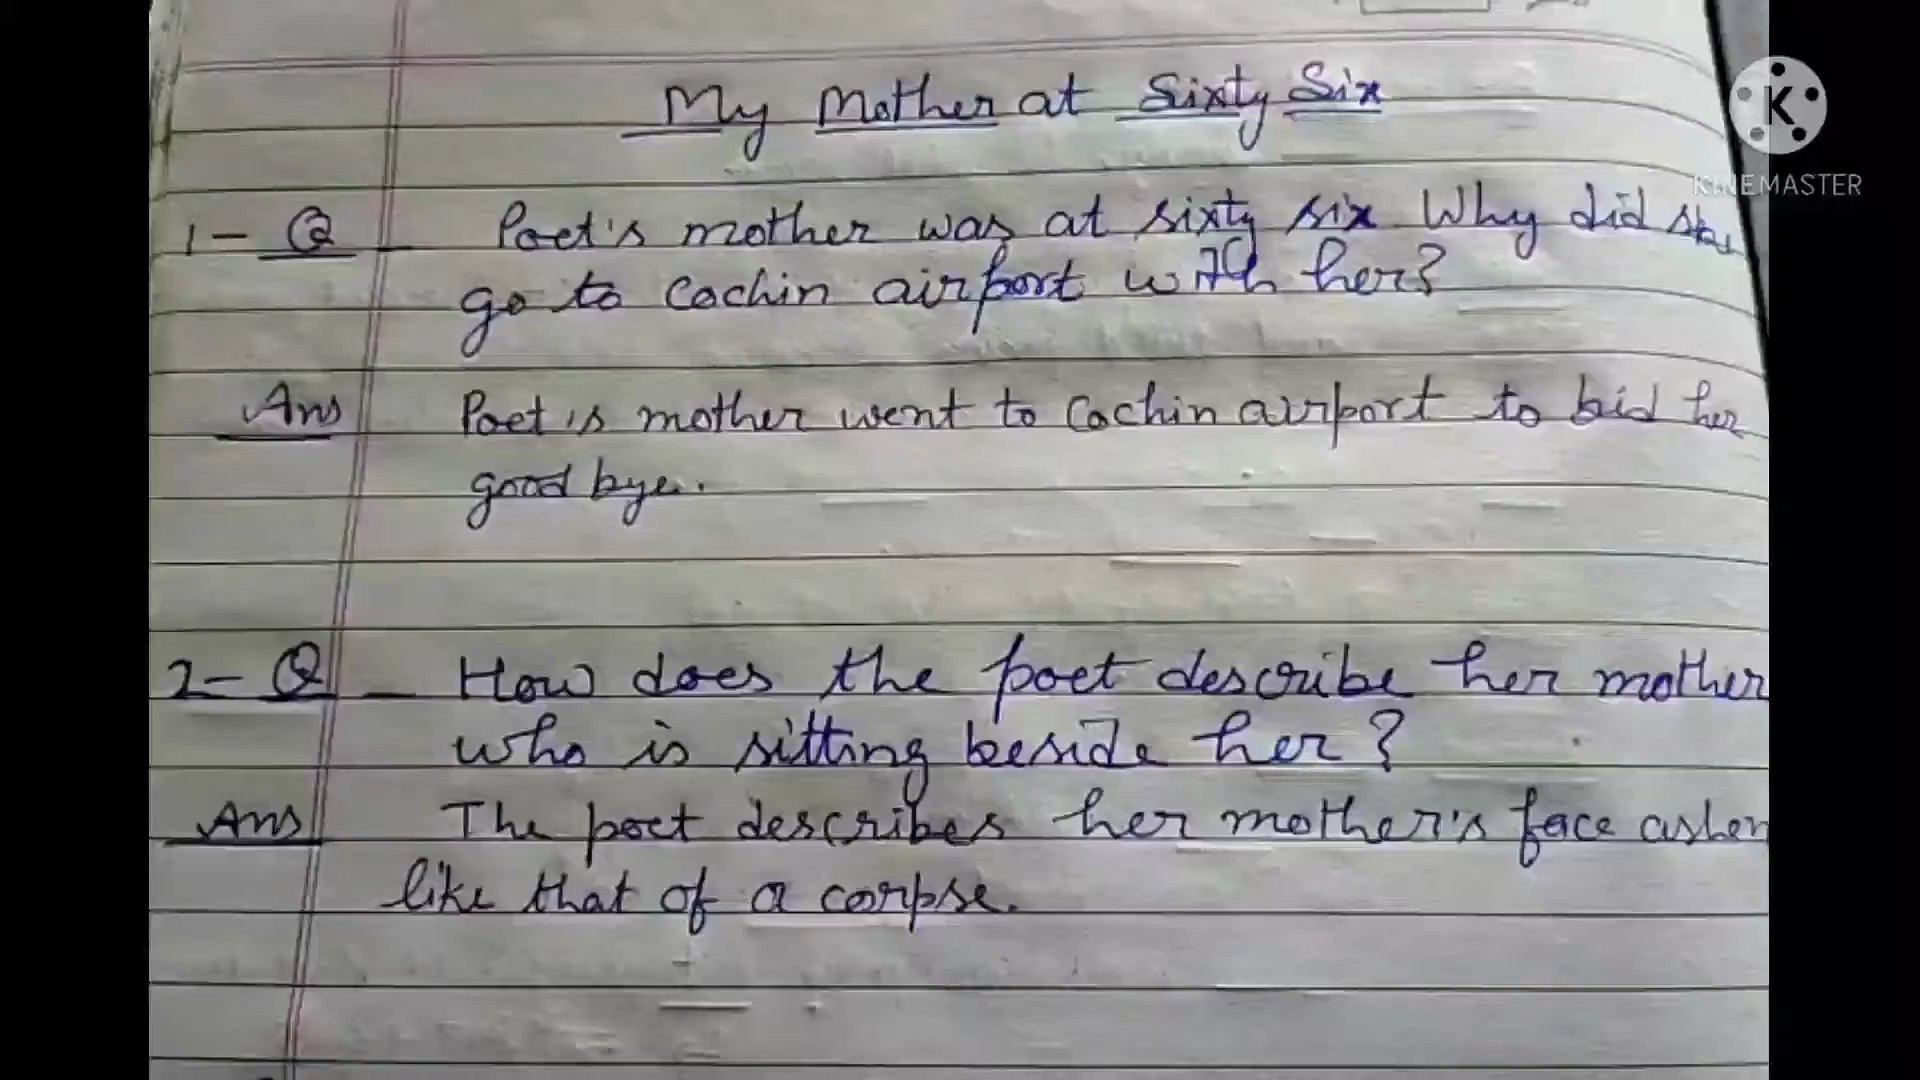 My Mother at Sixty Six
KINEMASTER
1- Q - Poet's mother was at sixty six Why did she
go to Cochin airport with her?
Ans Poet's mother went to Cochin airport to bid her
good bye.
2- Q - How does the poet describe her mother
who is sitting beside her?
Ans The poet describes her mother's face ashen
like that of a corpse.